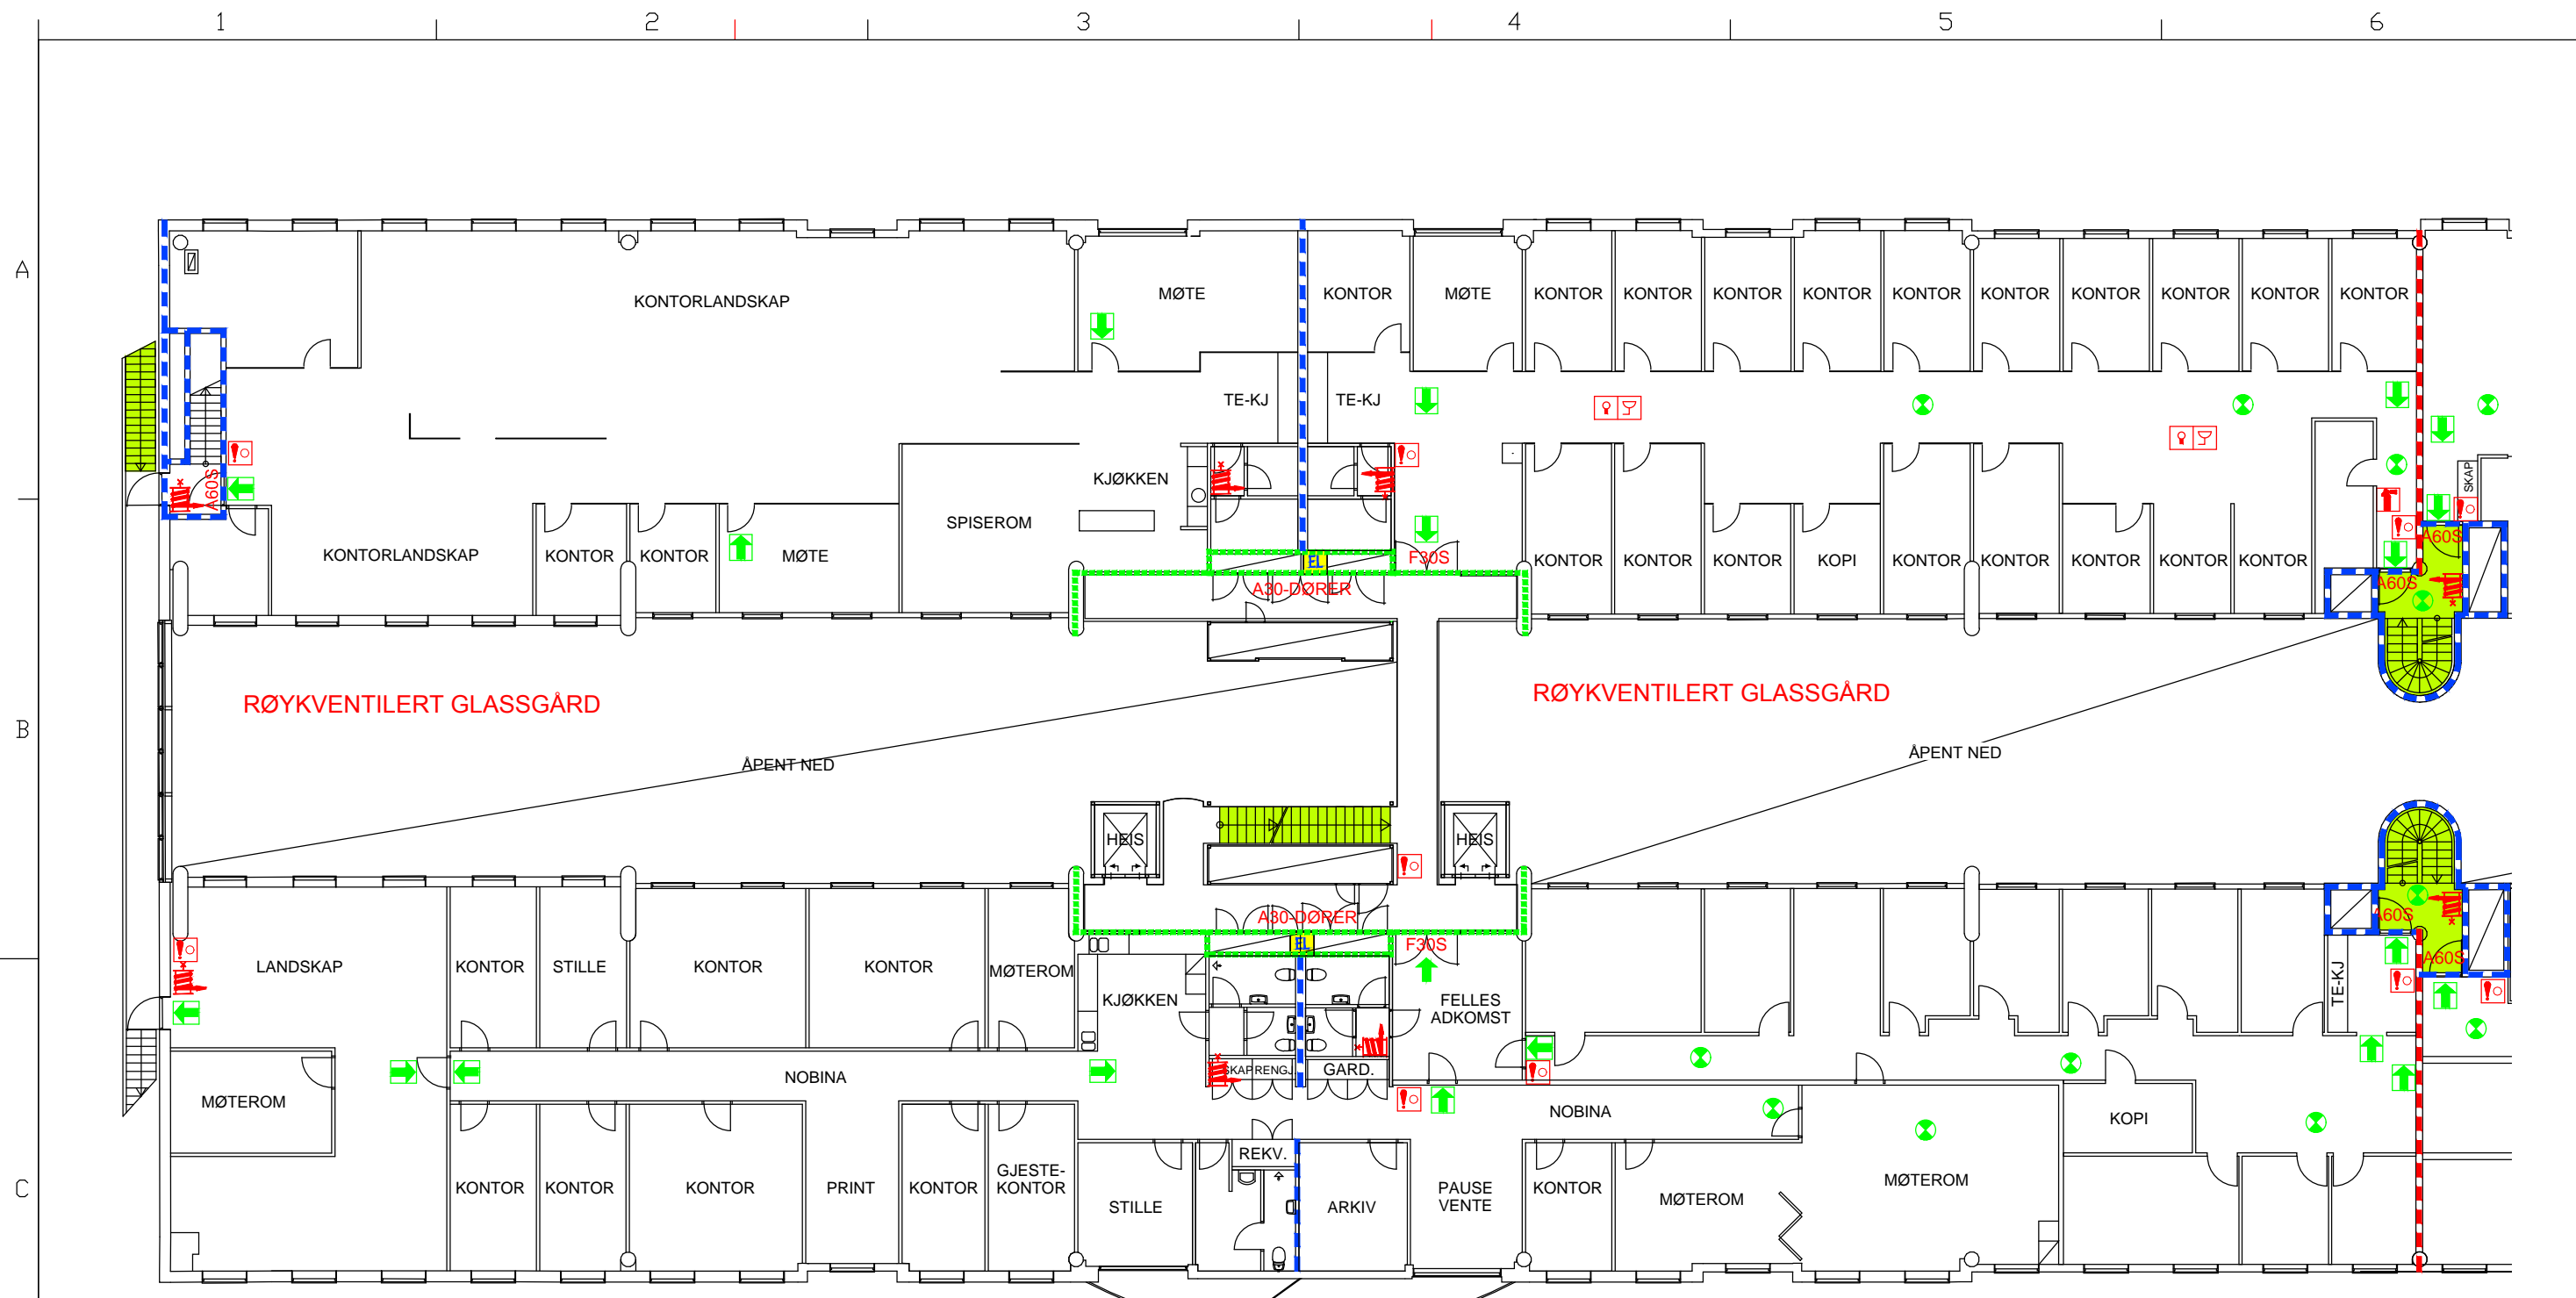 1 2 3 4 5 6
A
KONTORLANDSKAP
MØTE
KONTOR
MØTE
KONTOR KONTOR KONTOR KONTOR KONTOR KONTOR KONTOR KONTOR KONTOR KONTOR
TE-KJ
TE-KJ
A60S
KJØKKEN
SKAP
SPISEROM
KONTORLANDSKAP
KONTOR
KONTOR
MØTE
EL
F30S
KONTOR KONTOR KONTOR KOPI KONTOR KONTOR KONTOR KONTOR
A60S
A60S
A30-DØRER
B
RØYKVENTILERT GLASSGÅRD
RØYKVENTILERT GLASSGÅRD
ÅPENT NED
ÅPENT NED
HEIS
HEIS
A30-DØRER
EL
F30S
A60S
A60S
LANDSKAP
KONTOR
STILLE
KONTOR
KONTOR
MØTEROM
KJØKKEN
FELLES
ADKOMST
TE-KJ
SKAP
RENGJ.
GARD.
NOBINA
MØTEROM
NOBINA
KOPI
C
REKV.
KONTOR
KONTOR
KONTOR
PRINT
KONTOR
GJESTE-
KONTOR
STILLE
ARKIV
PAUSE
VENTE
KONTOR
MØTEROM
MØTEROM